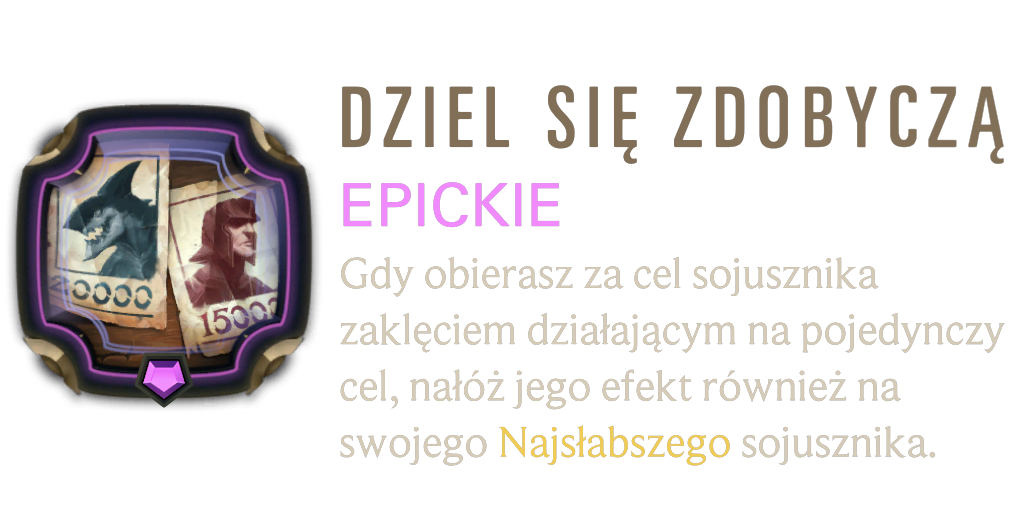 DZIEL SIĘ ZDOBYCZĄ
EPICKIE
Gdy obierasz za cel sojusznika
zaklęciem działającym na pojedynczy
cel, nałóż jego efekt również na
swojego Najsłabszego sojusznika.